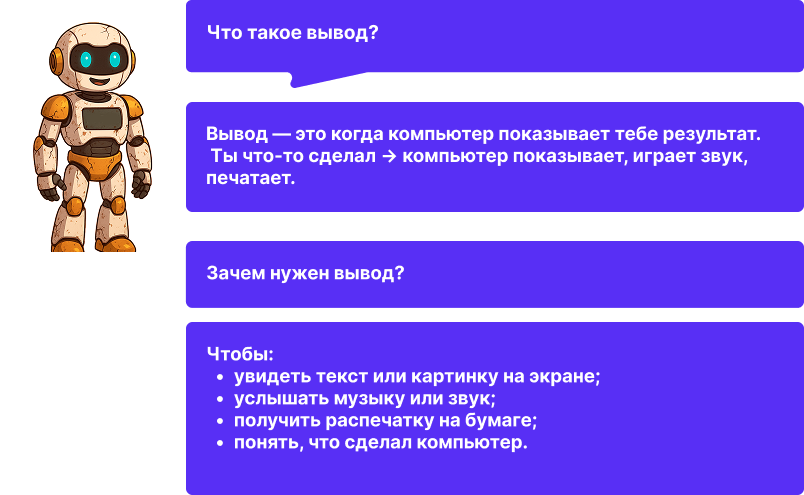 Что такое вывод?
Вывод — это когда компьютер показывает тебе результат.
Ты что-то сделал → компьютер показывает, играет звук,
печатает.
Зачем нужен вывод?
Чтобы:
• увидеть текст или картинку на экране;
• услышать музыку или звук;
• получить распечатку на бумаге;
• понять, что сделал компьютер.